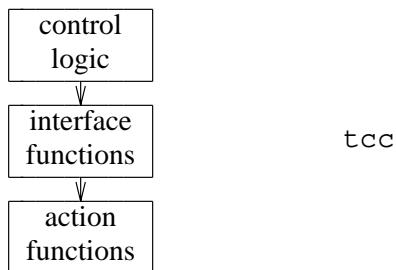 control
logic
interface
functions
tcc
action
functions